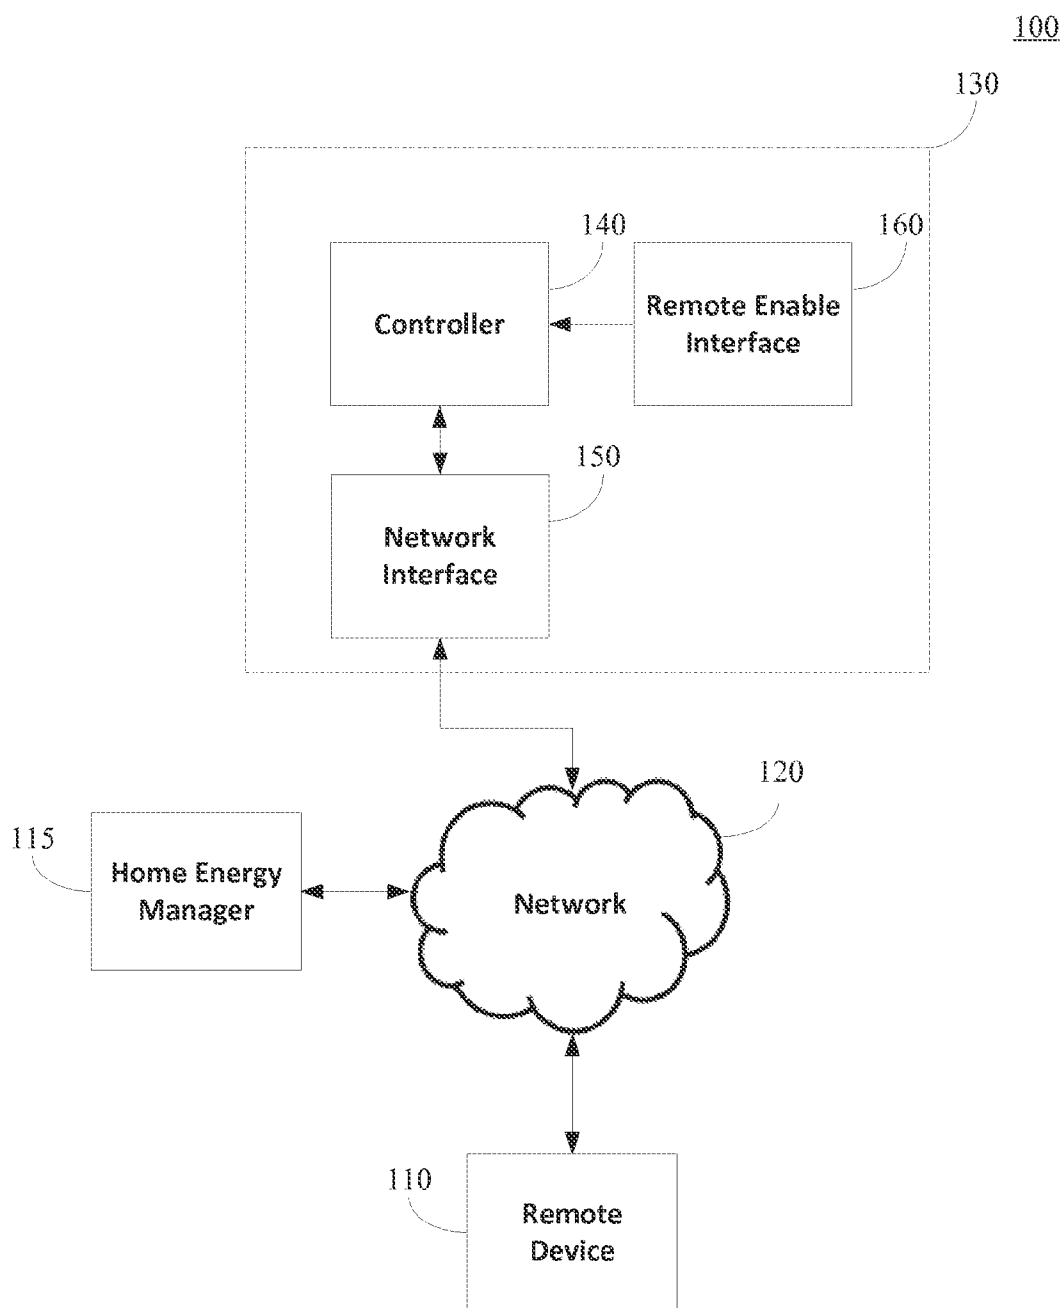 100
130
140
160
Controller
Remote Enable
Interface
150
Network
Interface
120
115
Home Energy
Manager
Network
110
Remote
Device